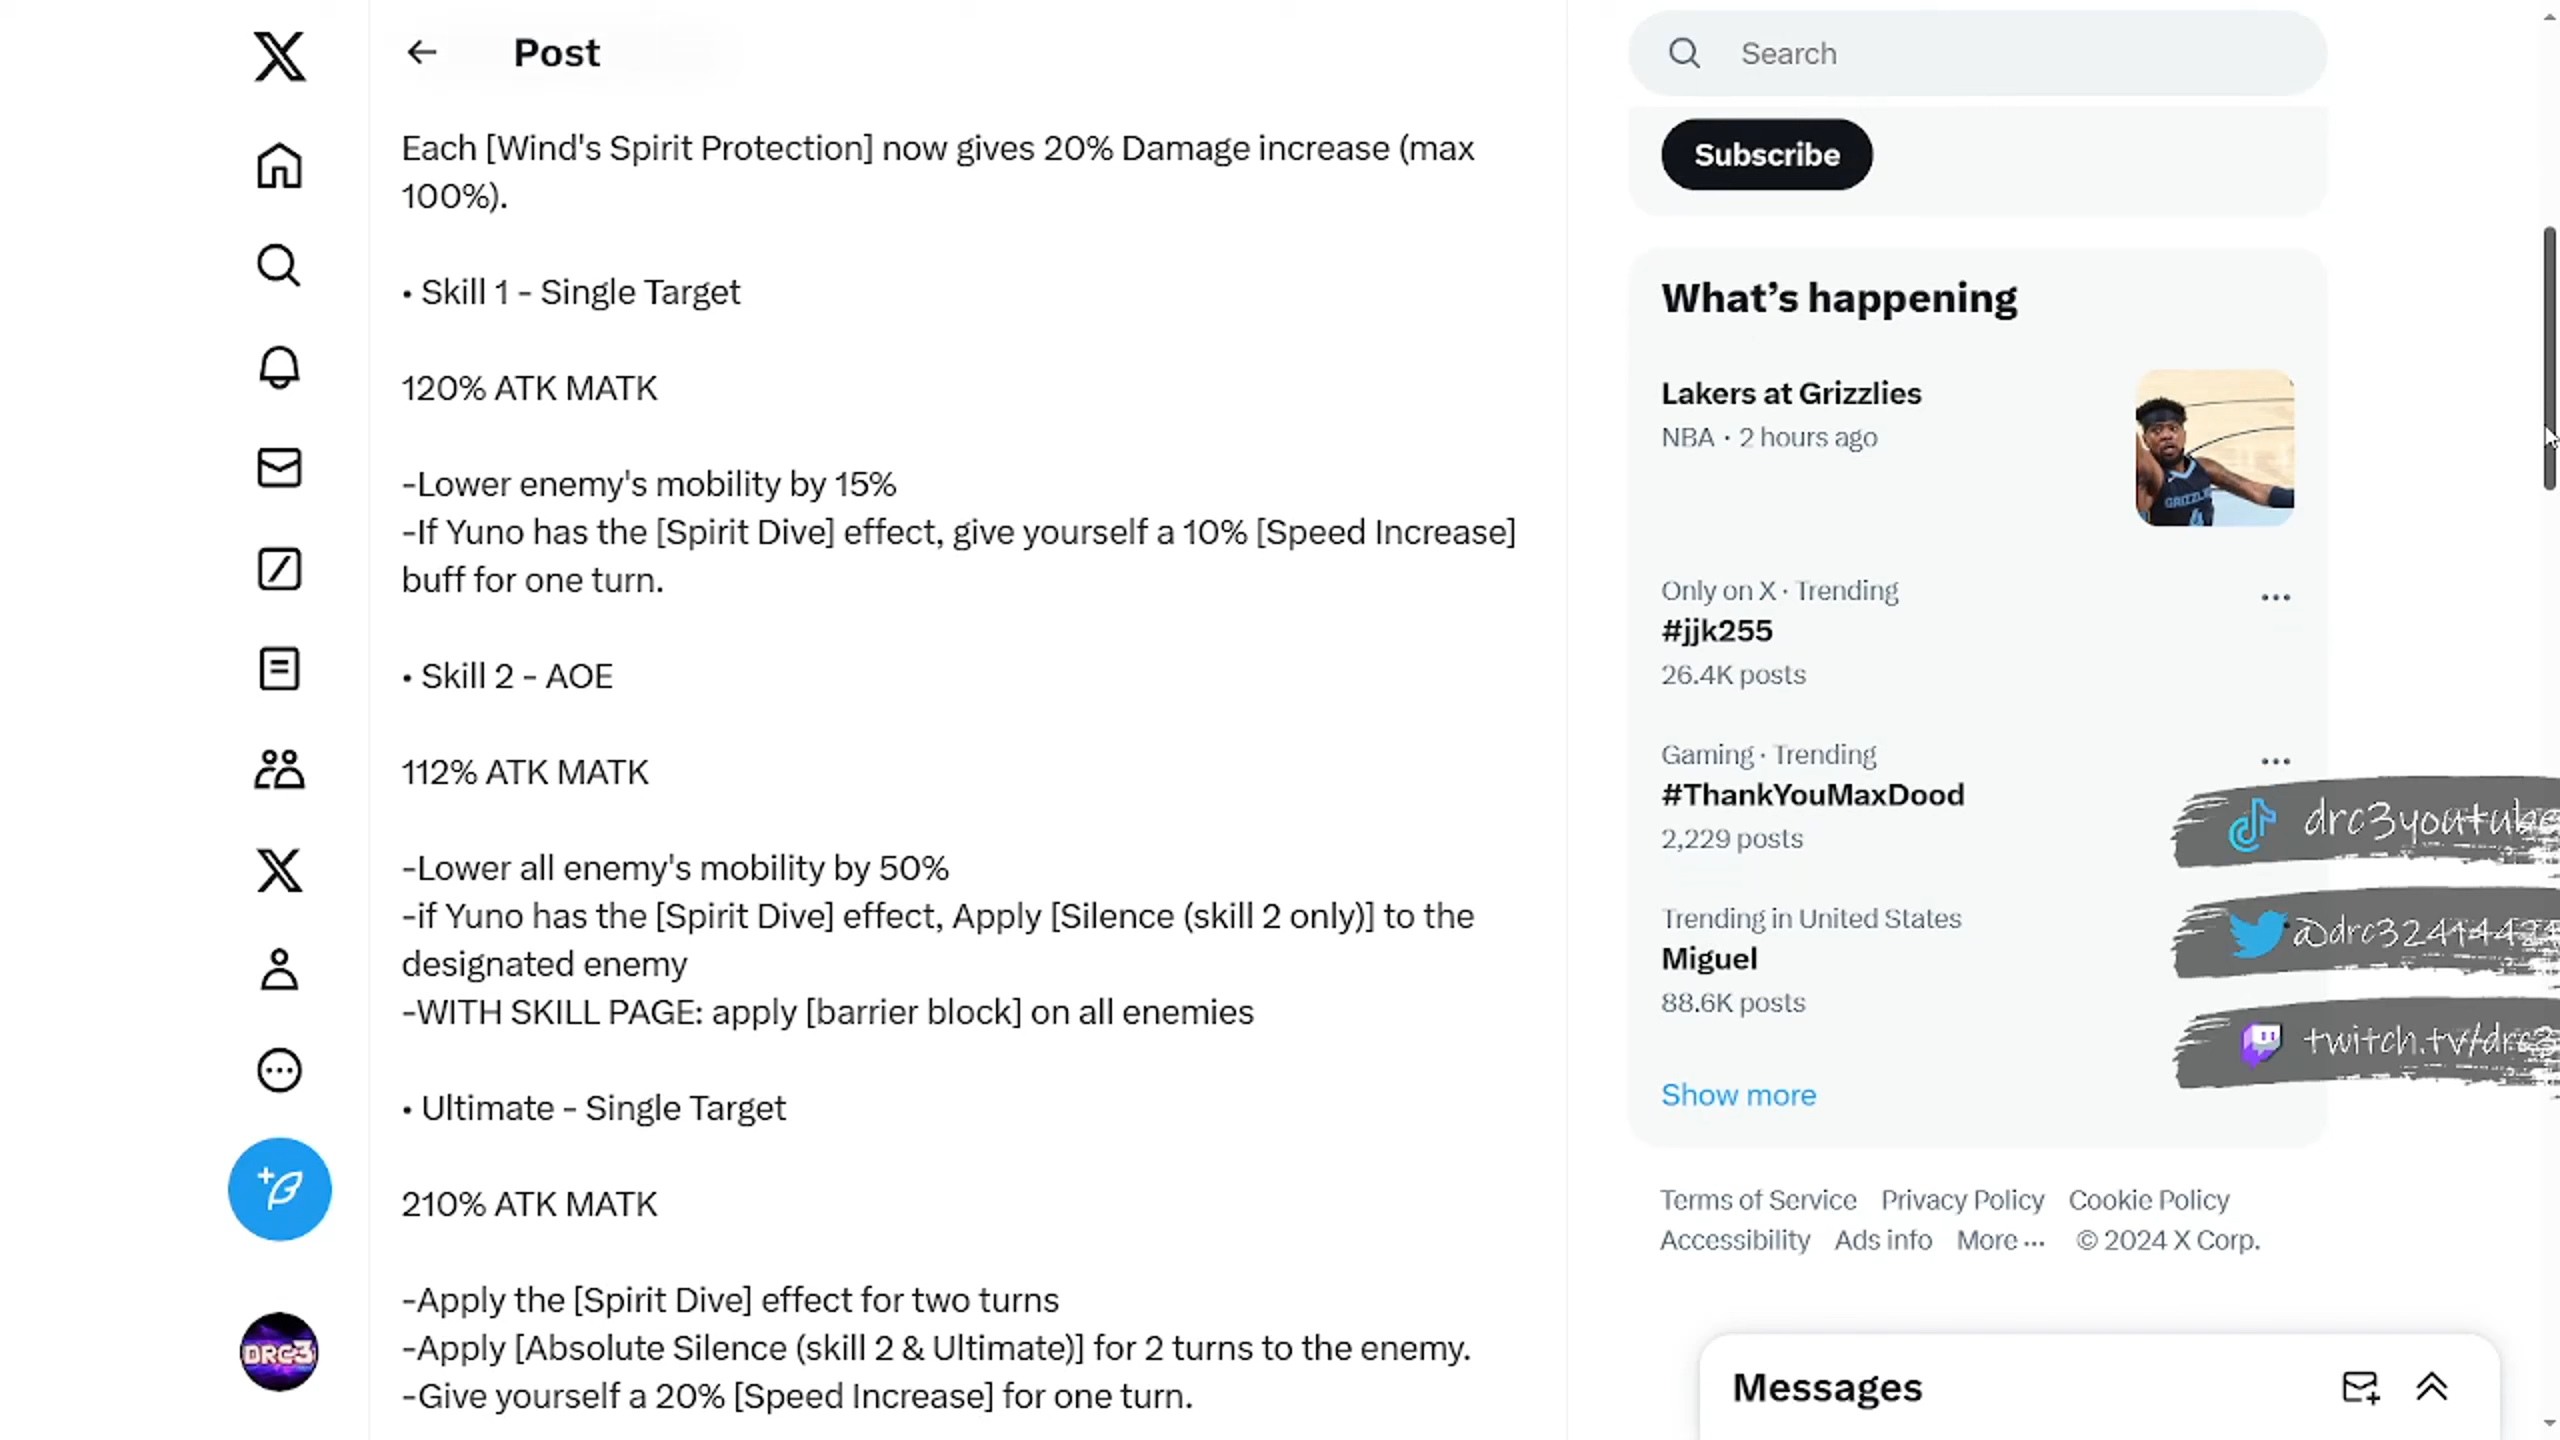 Post
Each [Wind's Spirit Protection] now gives 20% Damage increase (max
100%).
• Skill 1 - Single Target
120% ATK MATK
-Lower enemy's mobility by 15%
-If Yuno has the [Spirit Dive] effect, give yourself a 10% [Speed Increase]
buff for one turn.
• Skill 2 - AOE
112% ATK MATK
-Lower all enemy's mobility by 50%
-if Yuno has the [Spirit Dive] effect, Apply [Silence (skill 2 only)] to the
designated enemy
-WITH SKILL PAGE: apply [barrier block] on all enemies
• Ultimate - Single Target
210% ATK MATK
-Apply the [Spirit Dive] effect for two turns
-Apply [Absolute Silence (skill 2 & Ultimate)] for 2 turns to the enemy.
-Give yourself a 20% [Speed Increase] for one turn.
DRC3
Search
Subscribe
What's happening
Lakers at Grizzlies
NBA · 2 hours ago
GRIZZLI
4
Only on X · Trending
#jjk255
26.4K posts
Gaming · Trending
#ThankYouMaxDood
2,229 posts
Trending in United States
Miguel
88.6K posts
Show more
drc3youtube
twitch.tv/drc3
Terms of Service Privacy Policy Cookie Policy
Accessibility Ads info More ··· © 2024 X Corp.
Messages